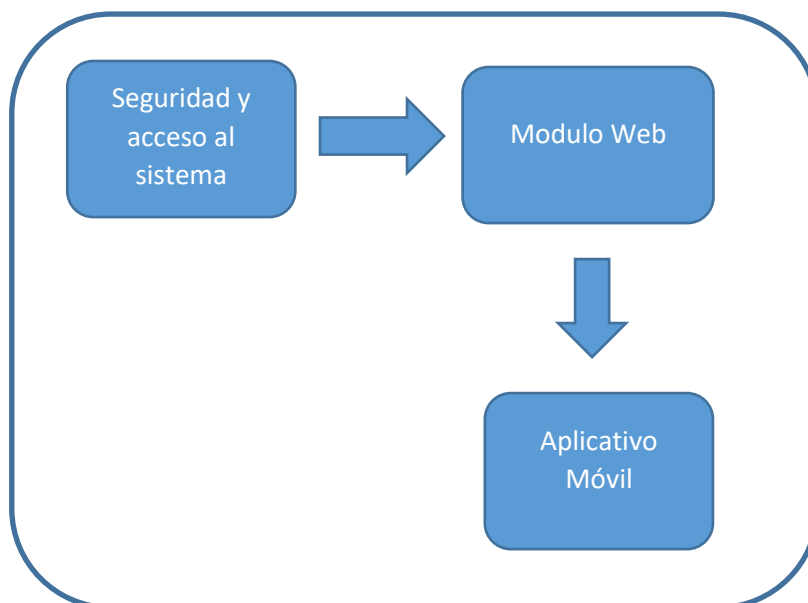 Seguridad y
acceso al
sistema
Modulo Web
Aplicativo
Móvil